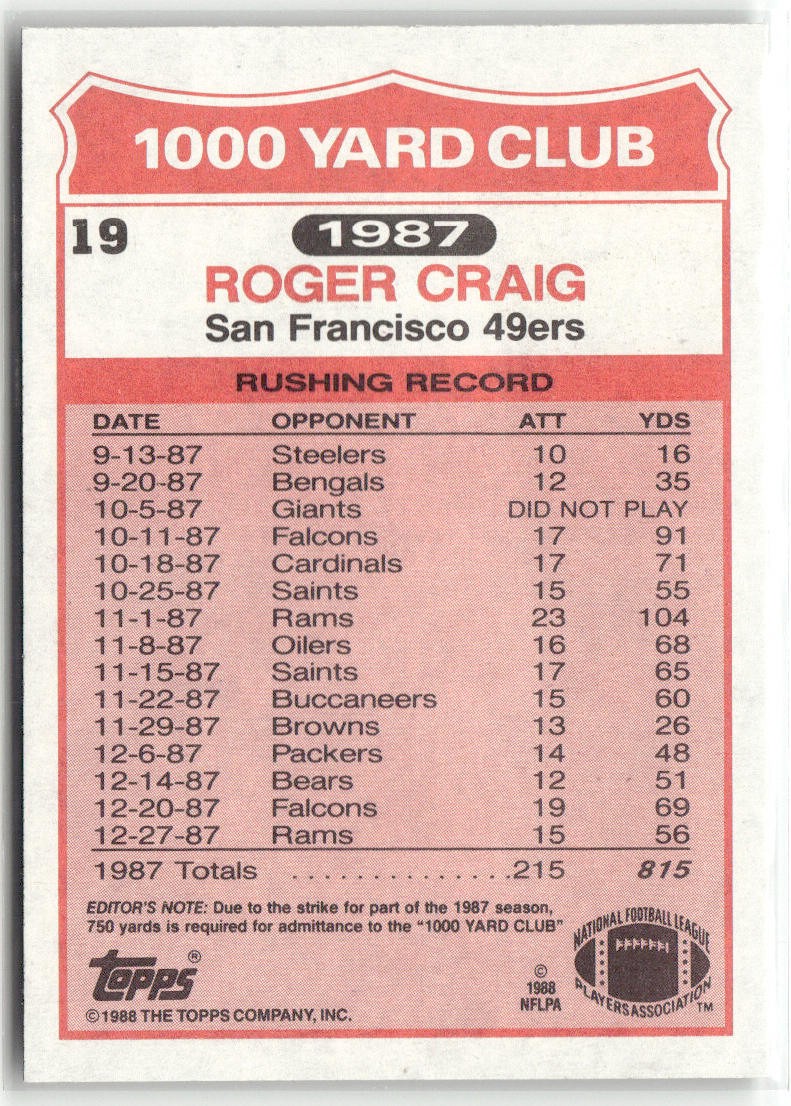 1000 YARD CLUB
19
1987
ROGER CRAIG
San Francisco 49ers
RUSHING RECORD
DATE OPPONENT ATT YDS
9-13-87 Steelers 10 16
9-20-87 Bengals 12 35
10-5-87 Giants DID NOT PLAY
10-11-87 Falcons 17 91
10-18-87 Cardinals 17 71
10-25-87 Saints 15 55
11-1-87 Rams 23 104
11-8-87 Oilers 16 68
11-15-87 Saints 17 65
11-22-87 Buccaneers 15 60
11-29-87 Browns 13 26
12-6-87 Packers 14 48
12-14-87 Bears 12 51
12-20-87 Falcons 19 69
12-27-87 Rams 15 56
1987 Totals . . . . . . . . . . . . . . .215 815
EDITOR'S NOTE: Due to the strike for part of the 1987 season,
750 yards is required for admittance to the "1000 YARD CLUB"
topps ®
© 1988 THE TOPPS COMPANY, INC.
©
1988
NFLPA
NATIONAL FOOTBALL LEAGUE
PLAYERS ASSOCIATION ™